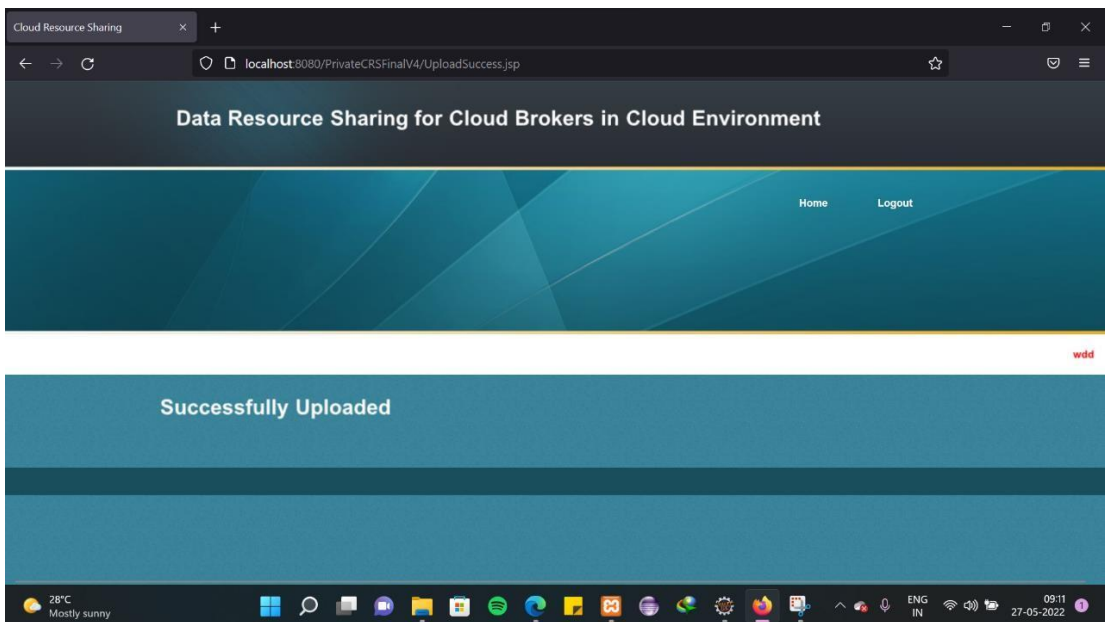 Cloud Resource Sharing
localhost:8080/PrivateCRSFinalV4/UploadSuccess.jsp
Data Resource Sharing for Cloud Brokers in Cloud Environment
Home Logout
wdd
Successfully Uploaded
28°C
Mostly sunny
ENG
IN
09:11
27-05-2022
1